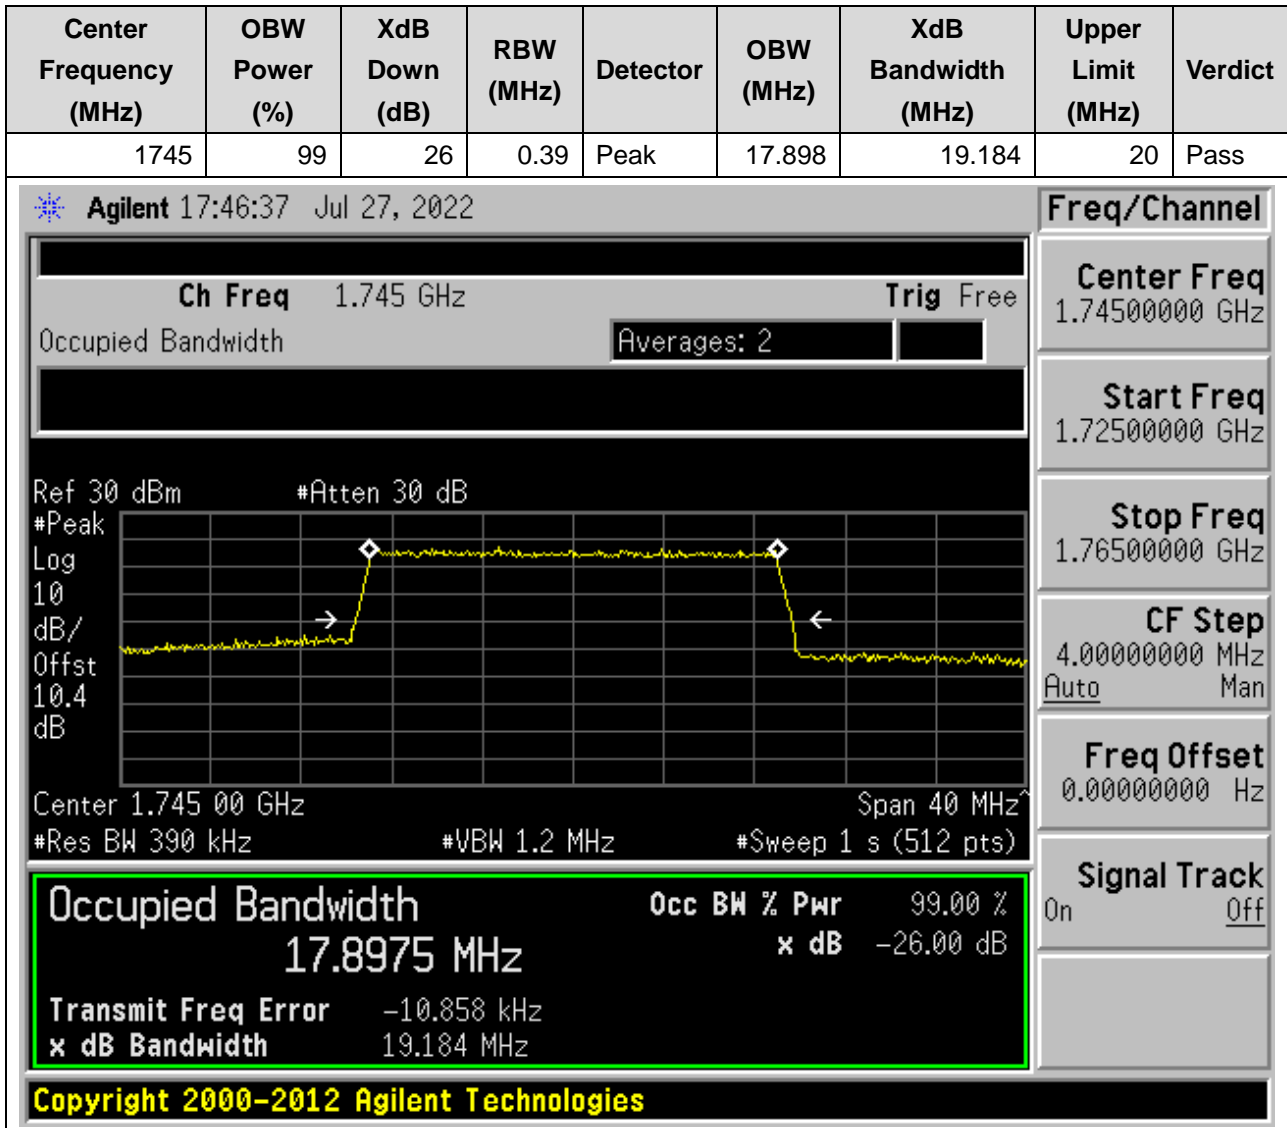 Center Frequency (MHz) OBW Power (%) XdB Down (dB) RBW (MHz) Detector OBW (MHz) XdB Bandwidth (MHz) Upper Limit (MHz) Verdict
1745 99 26 0.39 Peak 17.898 19.184 20 Pass
Agilent 17:46:37 Jul 27, 2022
Freq/Channel
Ch Freq 1.745 GHz Trig Free
Occupied Bandwidth Averages: 2
Ref 30 dBm #Atten 30 dB
#Peak
Log
10
dB/
Offst
10.4
dB
Center 1.745 00 GHz Span 40 MHz^
#Res BW 390 kHz #VBW 1.2 MHz #Sweep 1 s (512 pts)
Occupied Bandwidth Occ BW % Pwr 99.00 %
17.8975 MHz x dB -26.00 dB
Transmit Freq Error -10.858 kHz
x dB Bandwidth 19.184 MHz
Center Freq
1.74500000 GHz
Start Freq
1.72500000 GHz
Stop Freq
1.76500000 GHz
CF Step
4.00000000 MHz
Auto Man
Freq Offset
0.00000000 Hz
Signal Track
On Off
Copyright 2000-2012 Agilent Technologies